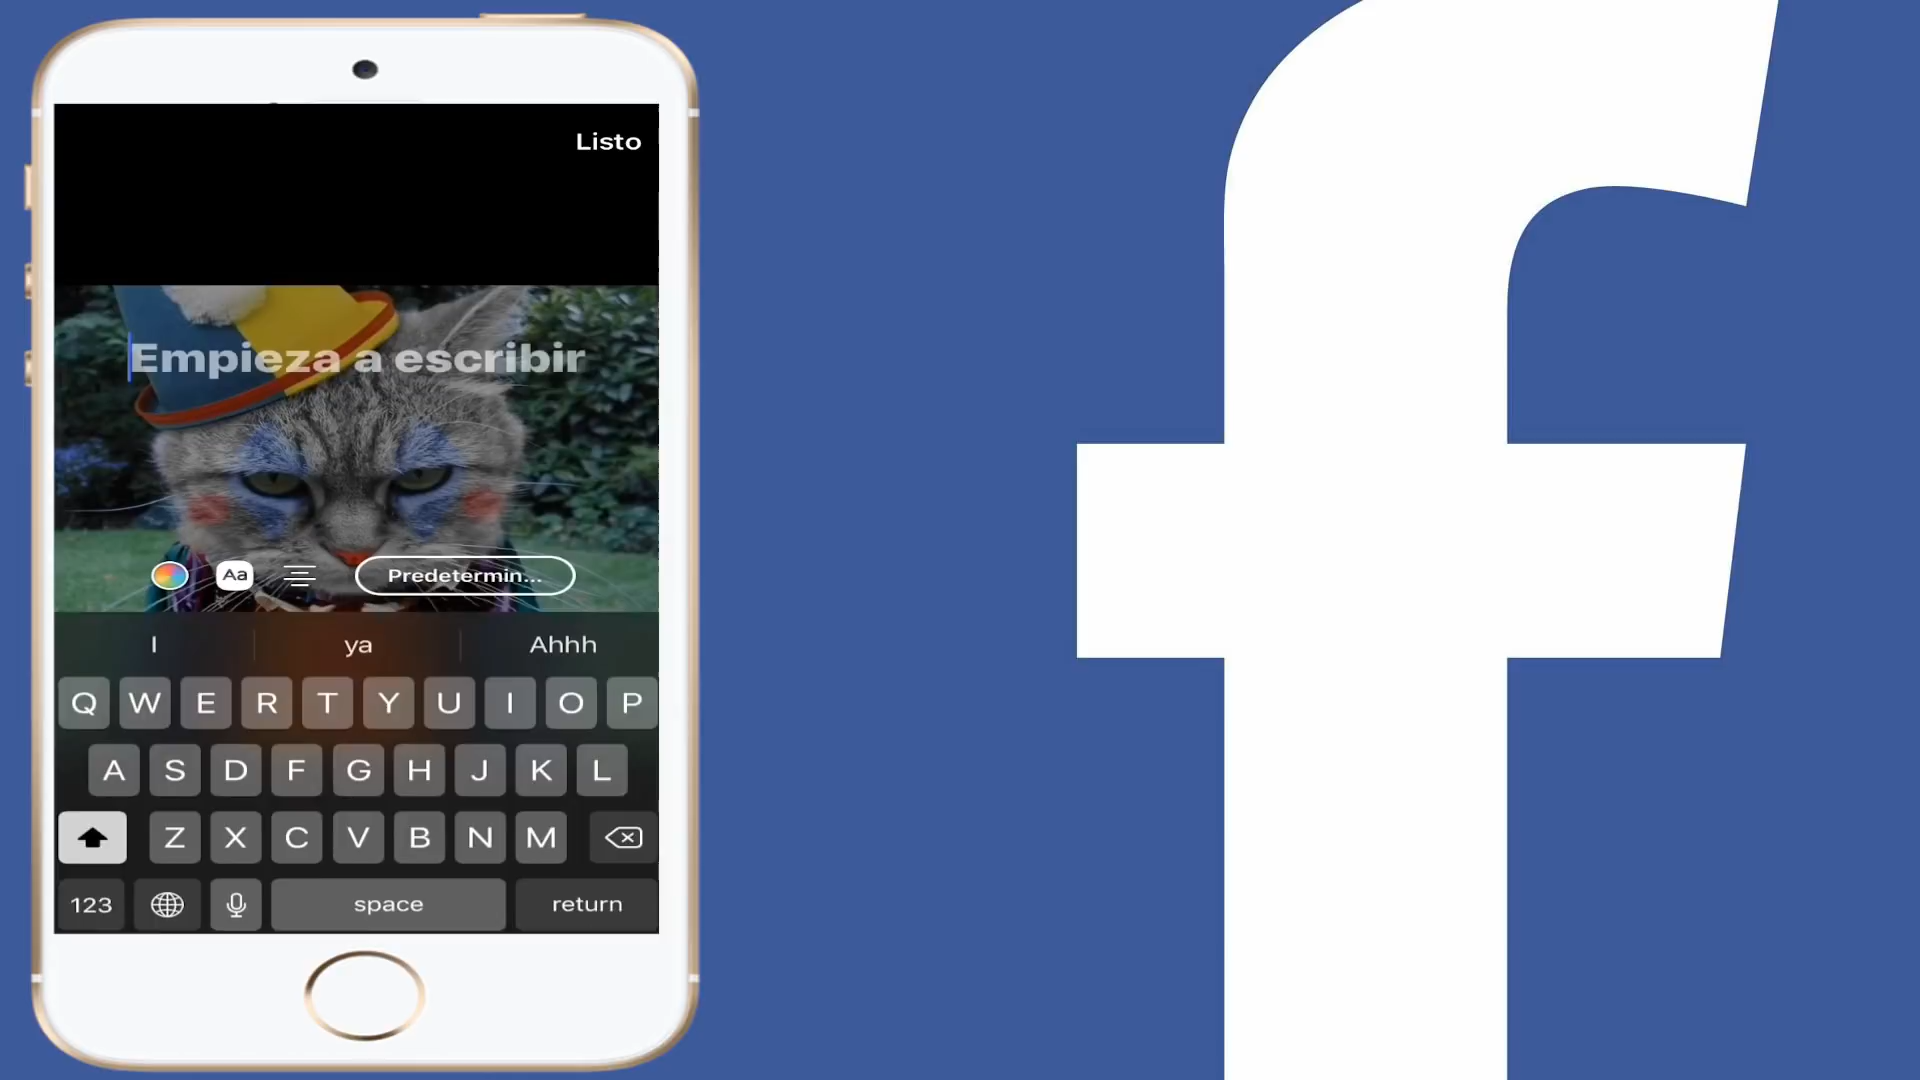 Listo
Empieza a escribir
Aa
Predetermin...
I ya Ahhh
Q W E R T Y U I O P
A S D F G H J K L
Z X C V B N M
123 space return
f